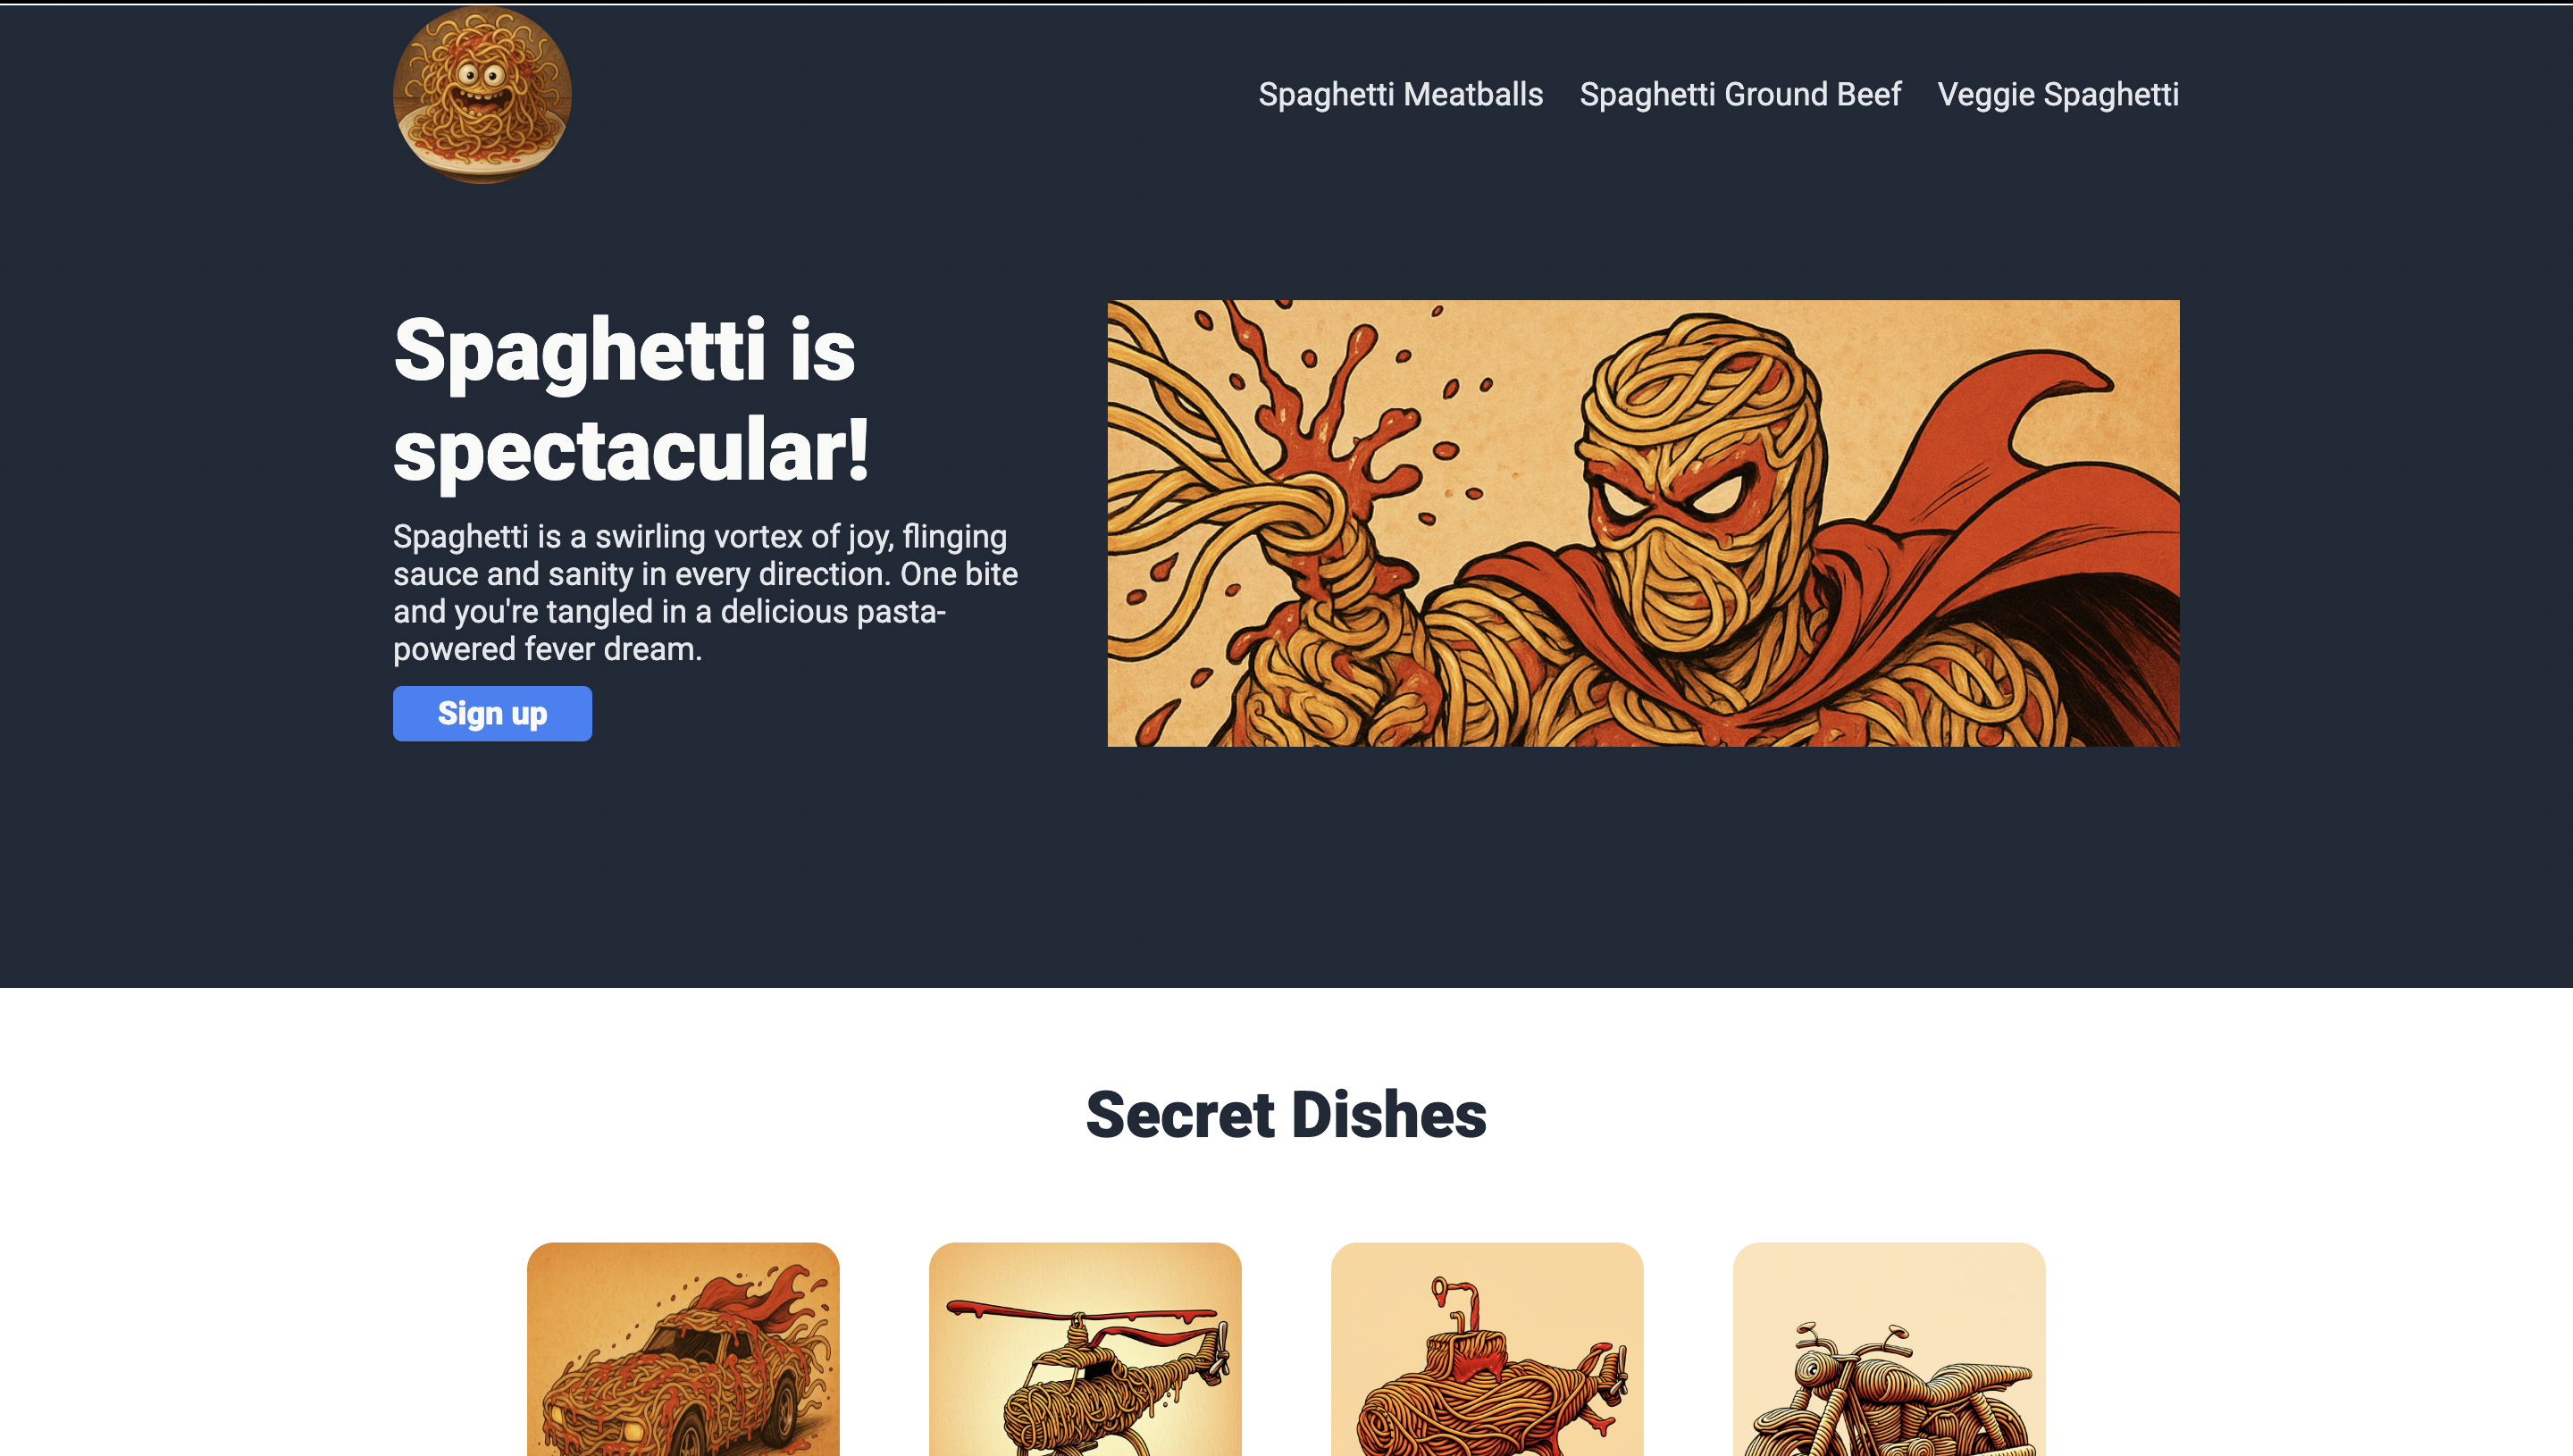 Spaghetti Meatballs Spaghetti Ground Beef Veggie Spaghetti
Spaghetti is
spectacular!
Spaghetti is a swirling vortex of joy, flinging
sauce and sanity in every direction. One bite
and you're tangled in a delicious pasta-
powered fever dream.
Sign up
Secret Dishes